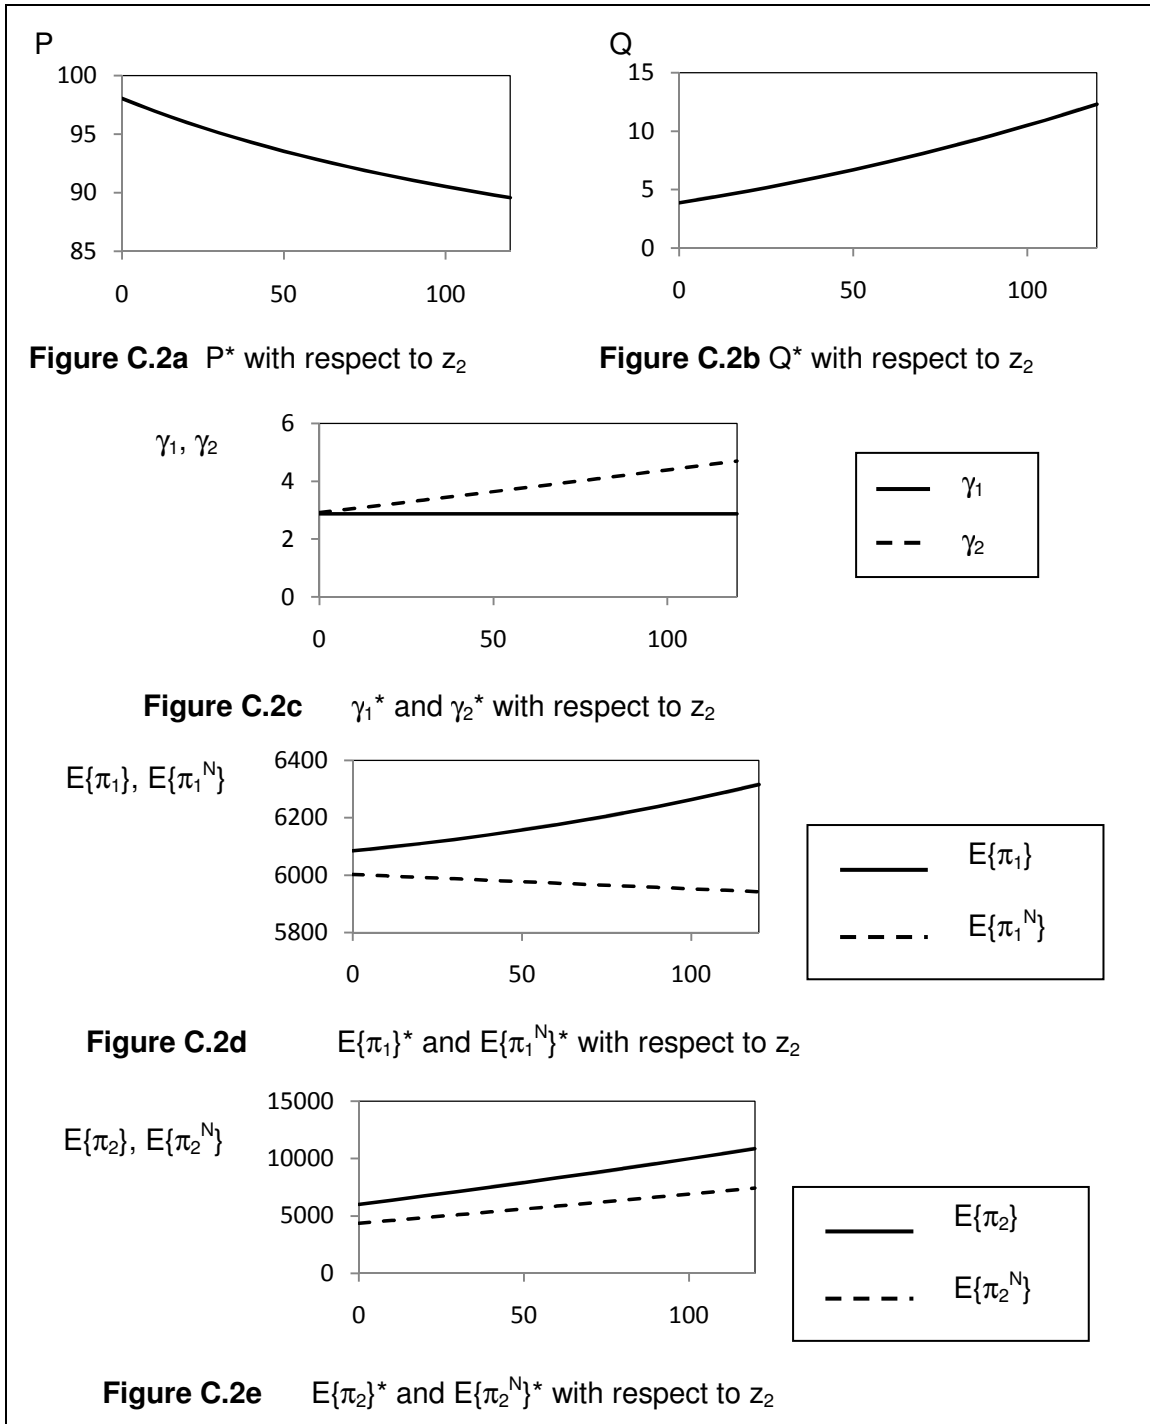 P
100
95
90
85
0 50 100
Figure C.2a P* with respect to z₂
Q
15
10
5
0
0 50 100
Figure C.2b Q* with respect to z₂
γ₁, γ₂
6
4
2
0
0 50 100
γ₁
γ₂
Figure C.2c γ₁* and γ₂* with respect to z₂
E{π₁}, E{π₁ᴺ}
6400
6200
6000
5800
0 50 100
E{π₁}
E{π₁ᴺ}
Figure C.2d E{π₁}* and E{π₁ᴺ}* with respect to z₂
E{π₂}, E{π₂ᴺ}
15000
10000
5000
0
0 50 100
E{π₂}
E{π₂ᴺ}
Figure C.2e E{π₂}* and E{π₂ᴺ}* with respect to z₂